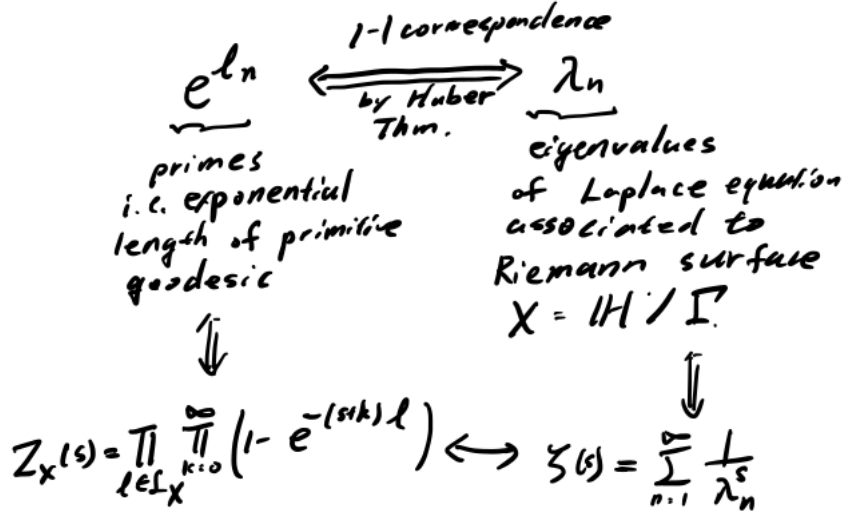 1-1 correspondence
e^{l_n} ⟺ λ_n
by Huber
Thm.
primes
i.e. exponential
length of primitive
geodesic
eigenvalues
of Laplace equation
associated to
Riemann surface
X = ℍ / Γ.
⇓ ⇓
Z_X(s) = ∏_{l∈L_X} ∏_{k=0}^{∞} (1 - e^{-(s+k)l}) ⟷ ζ(s) = ∑_{n=1}^{∞} 1/λ_n^s